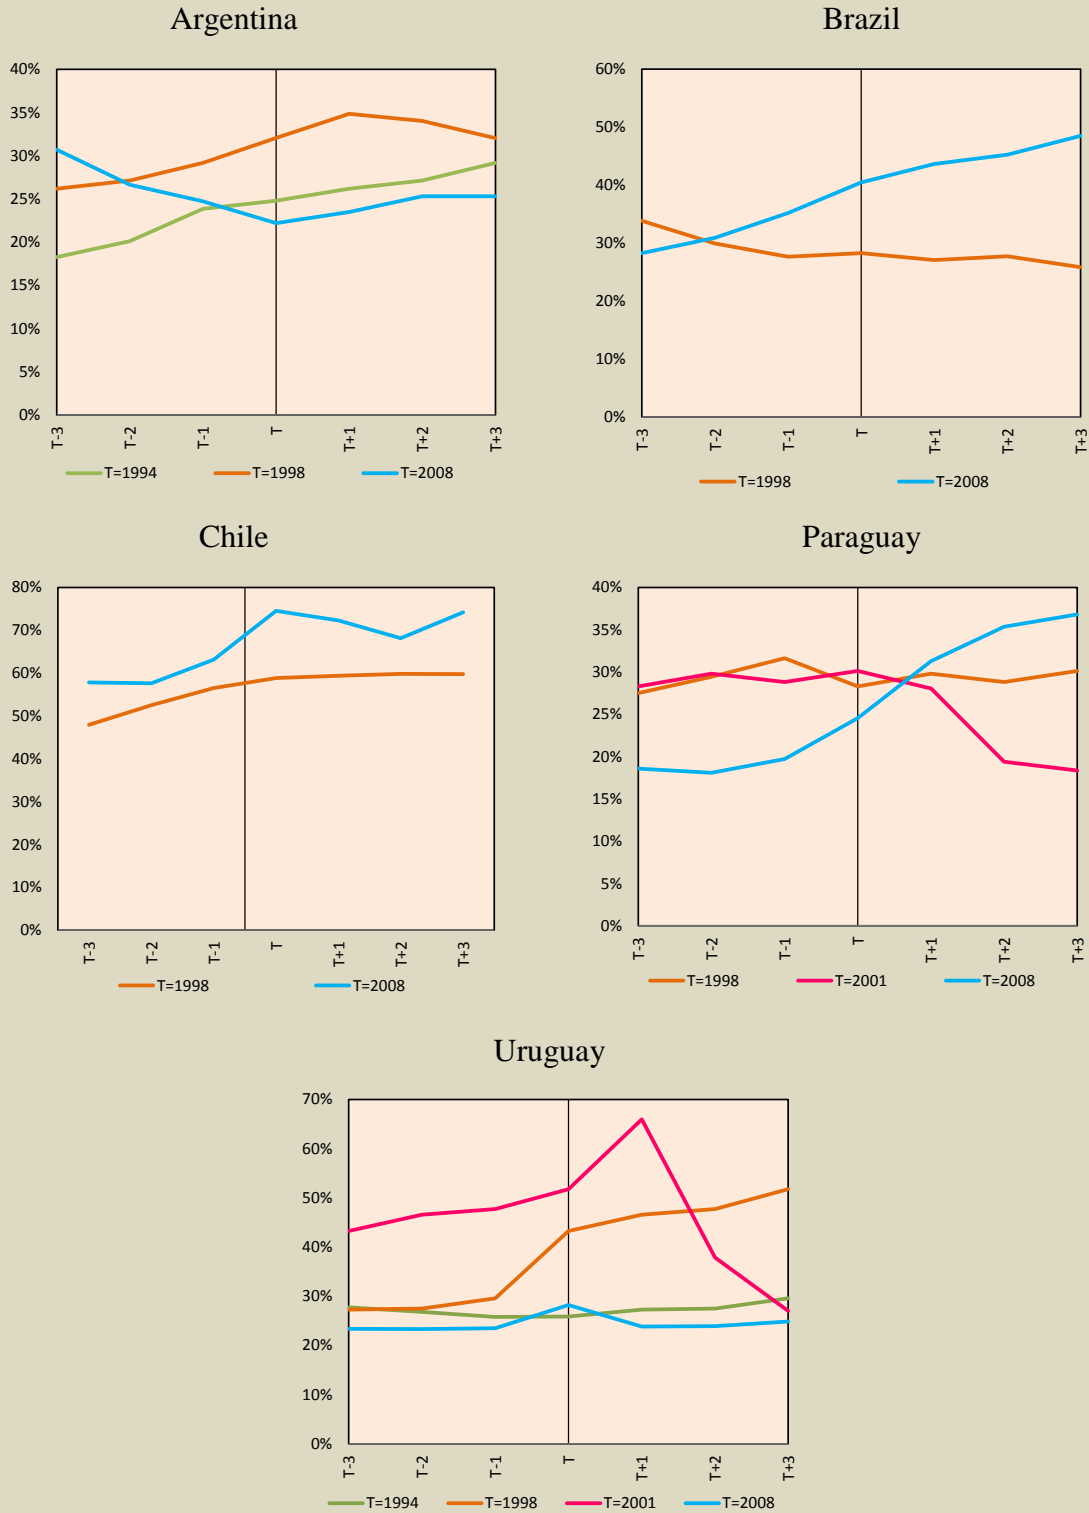 Argentina
40%
35%
30%
25%
20%
15%
10%
5%
0%
T-3
T-2
T-1
T
T+1
T+2
T+3
T=1994 T=1998 T=2008
Brazil
60%
50%
40%
30%
20%
10%
0%
T-3
T-2
T-1
T
T+1
T+2
T+3
T=1998 T=2008
Chile
80%
70%
60%
50%
40%
30%
20%
10%
0%
T-3
T-2
T-1
T
T+1
T+2
T+3
T=1998 T=2008
Paraguay
40%
35%
30%
25%
20%
15%
10%
5%
0%
T-3
T-2
T-1
T
T+1
T+2
T+3
T=1998 T=2001 T=2008
Uruguay
70%
60%
50%
40%
30%
20%
10%
0%
T-3
T-2
T-1
T
T+1
T+2
T+3
T=1994 T=1998 T=2001 T=2008